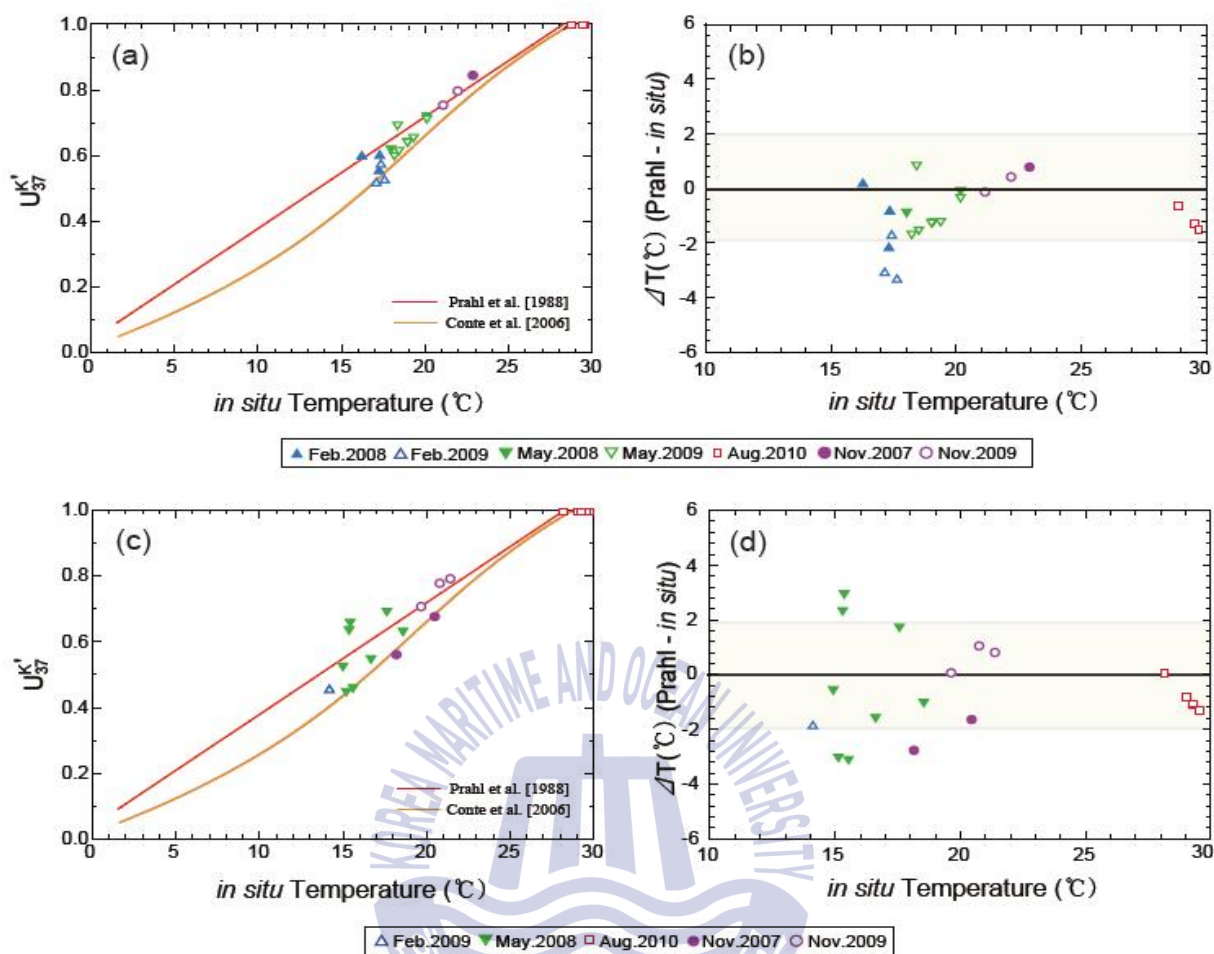 (a)
1.0
0.8
0.6
0.4
0.2
0.0
U37K'
0 5 10 15 20 25 30
in situ Temperature (℃)
Prahl et al. [1988]
Conte et al. [2006]
(b)
6
4
2
0
-2
-4
-6
ΔT(℃) (Prahl - in situ)
10 15 20 25 30
in situ Temperature (℃)
Feb.2008 Feb.2009 May.2008 May.2009 Aug.2010 Nov.2007 Nov.2009
(c)
1.0
0.8
0.6
0.4
0.2
0.0
U37K'
0 5 10 15 20 25 30
in situ Temperature (℃)
Prahl et al. [1988]
Conte et al. [2006]
(d)
6
4
2
0
-2
-4
-6
ΔT(℃) (Prahl - in situ)
10 15 20 25 30
in situ Temperature (℃)
Feb.2009 May.2008 Aug.2010 Nov.2007 Nov.2009
KOREA MARITIME AND OCEAN UNIVERSITY